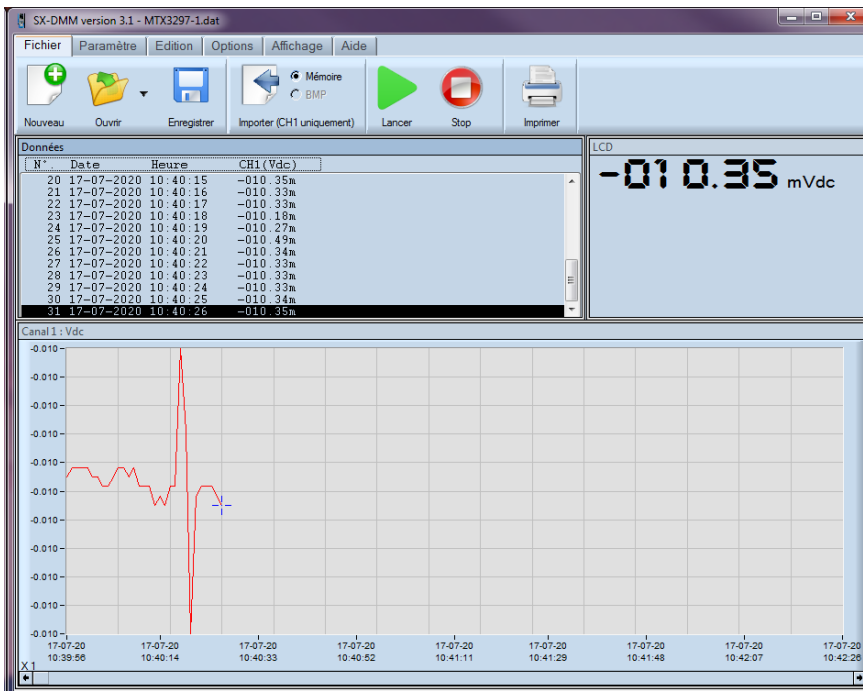 SX-DMM version 3.1 - MTX3297-1.dat
Fichier Paramètre Edition Options Affichage Aide
Mémoire
BMP
Nouveau Ouvrir Enregistrer Importer (CH1 uniquement) Lancer Stop Imprimer
Données
N°. Date Heure CH1(Vdc)
20 17-07-2020 10:40:15 -010.35m
21 17-07-2020 10:40:16 -010.33m
22 17-07-2020 10:40:17 -010.33m
23 17-07-2020 10:40:18 -010.18m
24 17-07-2020 10:40:19 -010.27m
25 17-07-2020 10:40:20 -010.49m
26 17-07-2020 10:40:21 -010.34m
27 17-07-2020 10:40:22 -010.33m
28 17-07-2020 10:40:23 -010.33m
29 17-07-2020 10:40:24 -010.33m
30 17-07-2020 10:40:25 -010.34m
31 17-07-2020 10:40:26 -010.35m
LCD
-010.35 mVdc
Canal 1 : Vdc
-0.010
-0.010
-0.010
-0.010
-0.010
-0.010
-0.010
-0.010
-0.010
-0.010
-0.010
17-07-20 17-07-20 17-07-20 17-07-20 17-07-20 17-07-20 17-07-20 17-07-20 17-07-20
10:39:56 10:40:14 10:40:33 10:40:52 10:41:11 10:41:29 10:41:48 10:42:07 10:42:26
X1